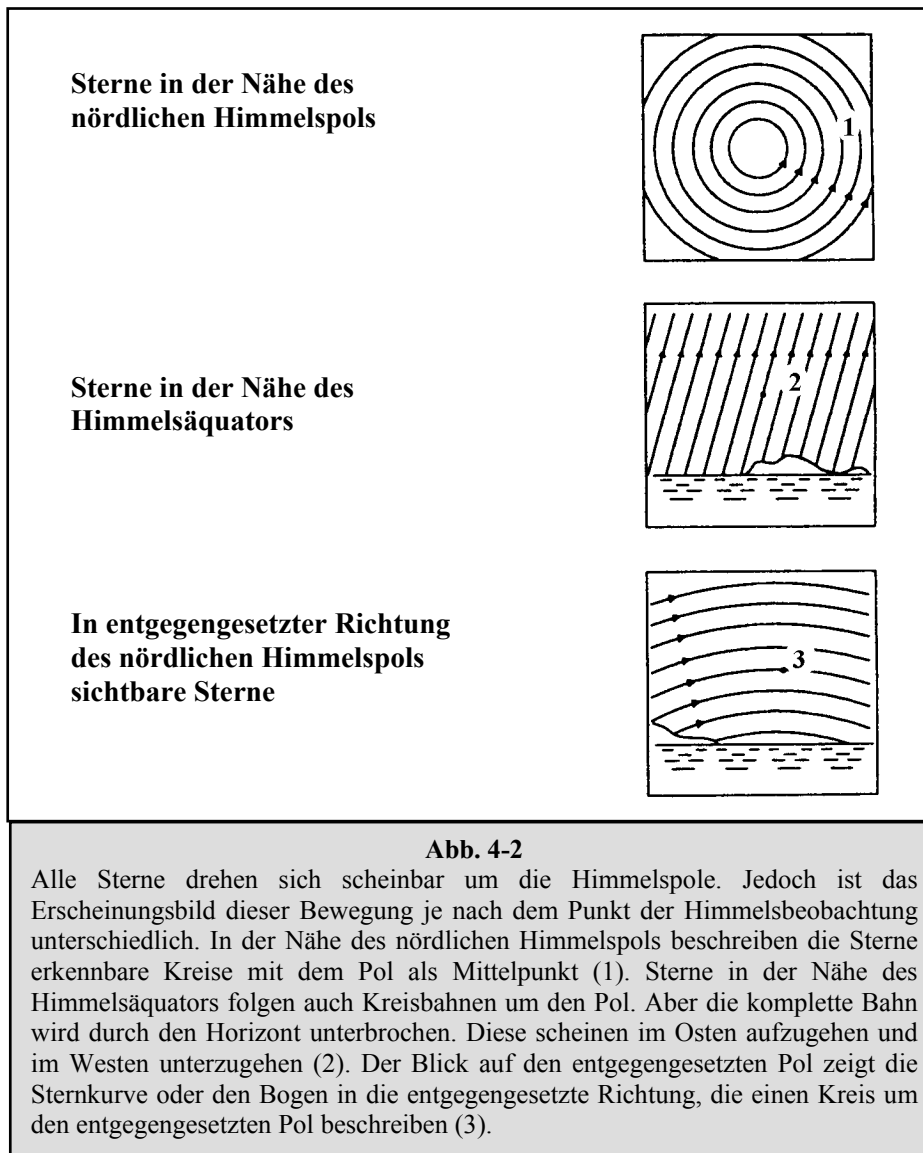 Sterne in der Nähe des
nördlichen Himmelspols
1
Sterne in der Nähe des
Himmelsäquators
2
In entgegengesetzter Richtung
des nördlichen Himmelspols
sichtbare Sterne
3
Abb. 4-2
Alle Sterne drehen sich scheinbar um die Himmelspole. Jedoch ist das
Erscheinungsbild dieser Bewegung je nach dem Punkt der Himmelsbeobachtung
unterschiedlich. In der Nähe des nördlichen Himmelspols beschreiben die Sterne
erkennbare Kreise mit dem Pol als Mittelpunkt (1). Sterne in der Nähe des
Himmelsäquators folgen auch Kreisbahnen um den Pol. Aber die komplette Bahn
wird durch den Horizont unterbrochen. Diese scheinen im Osten aufzugehen und
im Westen unterzugehen (2). Der Blick auf den entgegengesetzten Pol zeigt die
Sternkurve oder den Bogen in die entgegengesetzte Richtung, die einen Kreis um
den entgegengesetzten Pol beschreiben (3).